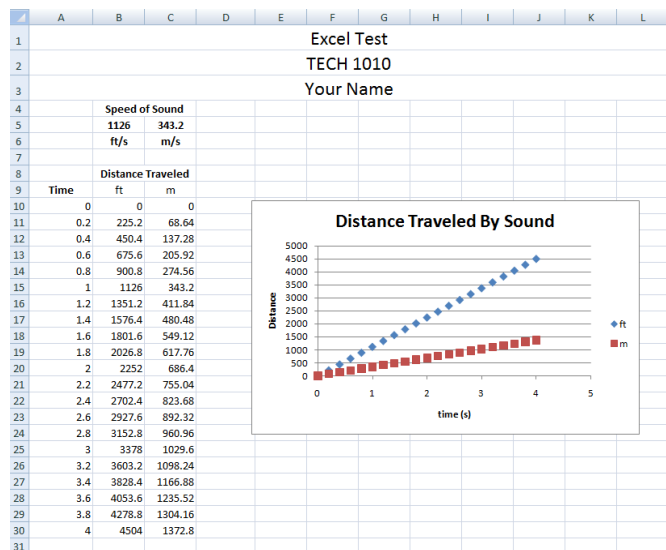 A B C D E F G H I J K L
1 Excel Test
2 TECH 1010
3 Your Name
4 Speed of Sound
5 1126 343.2
6 ft/s m/s
7
8 Distance Traveled
9 Time ft m
10 0 0 0
11 0.2 225.2 68.64
12 0.4 450.4 137.28
13 0.6 675.6 205.92
14 0.8 900.8 274.56
15 1 1126 343.2
16 1.2 1351.2 411.84
17 1.4 1576.4 480.48
18 1.6 1801.6 549.12
19 1.8 2026.8 617.76
20 2 2252 686.4
21 2.2 2477.2 755.04
22 2.4 2702.4 823.68
23 2.6 2927.6 892.32
24 2.8 3152.8 960.96
25 3 3378 1029.6
26 3.2 3603.2 1098.24
27 3.4 3828.4 1166.88
28 3.6 4053.6 1235.52
29 3.8 4278.8 1304.16
30 4 4504 1372.8
31
Distance Traveled By Sound
5000
4500
4000
3500
3000
2500
2000
1500
1000
500
0
Distance
0 1 2 3 4 5
time (s)
ft
m